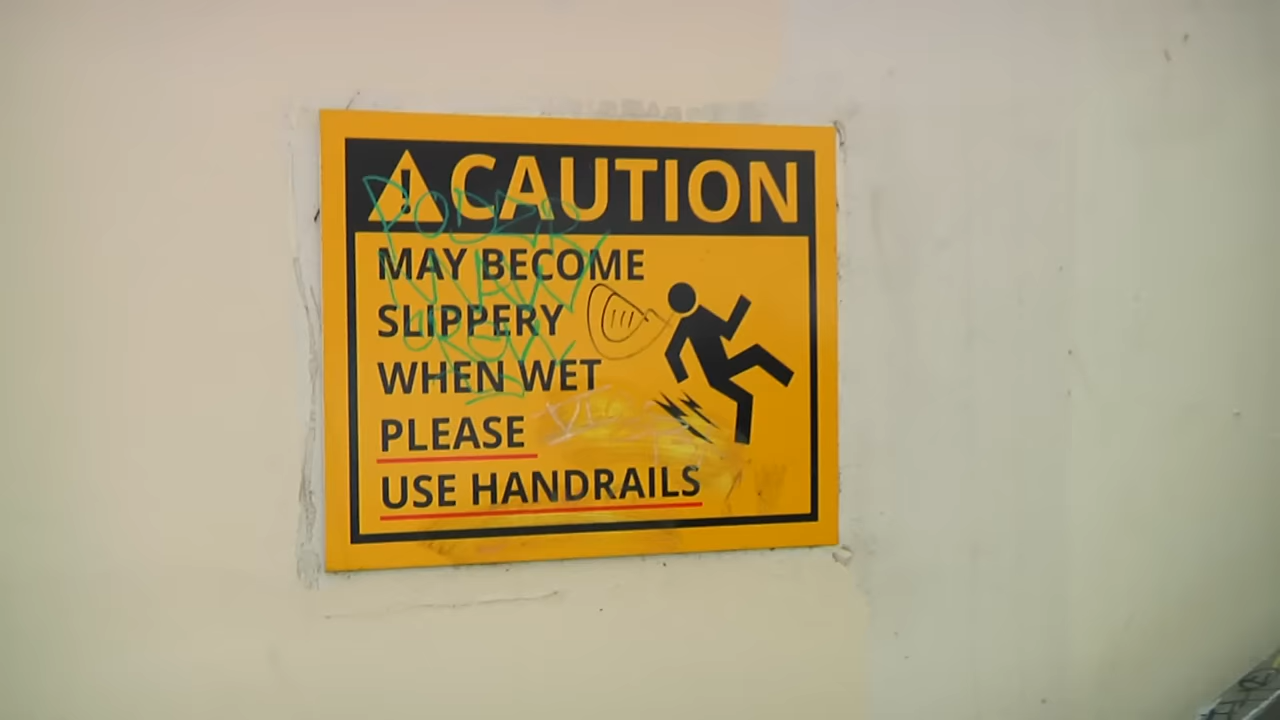 CAUTION
MAY BECOME
SLIPPERY
WHEN WET
PLEASE
USE HANDRAILS